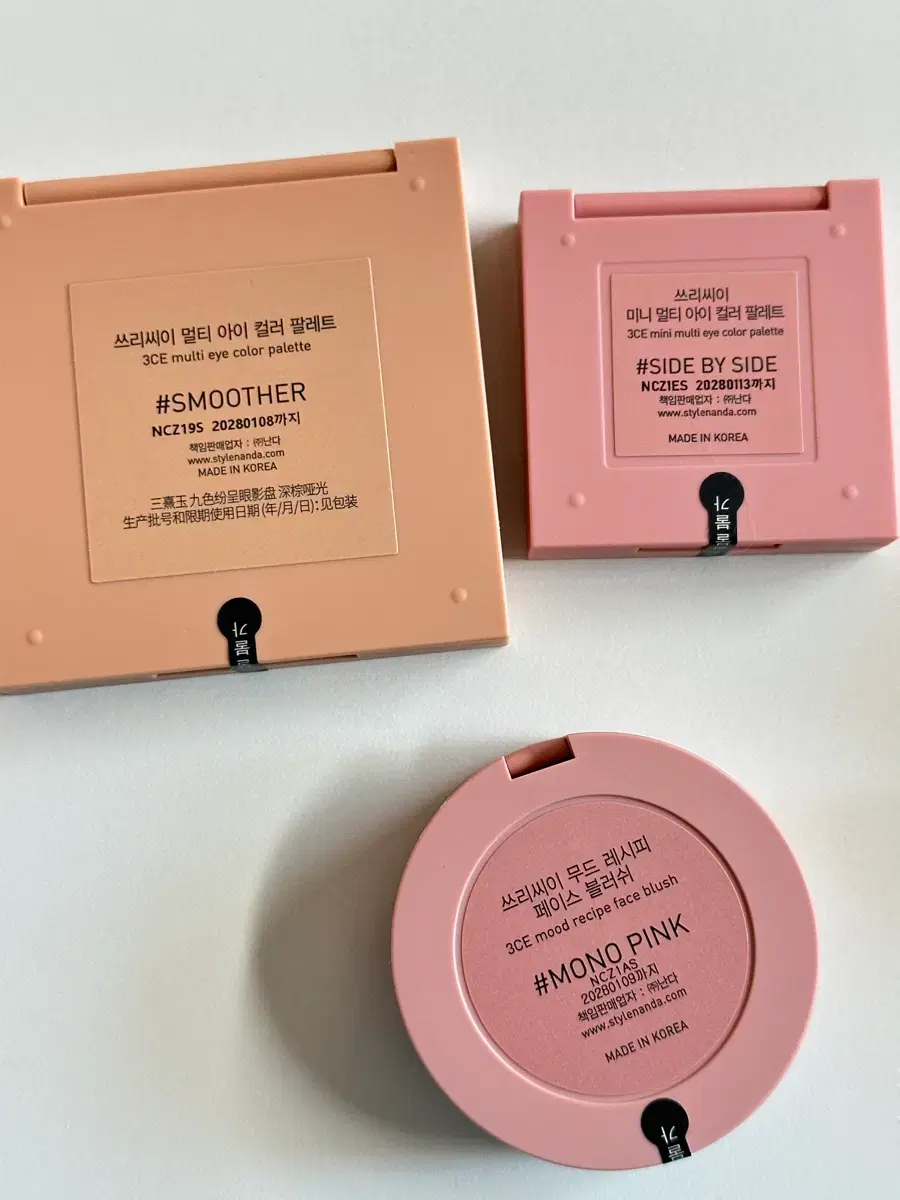 쓰리씨이 멀티 아이 컬러 팔레트
3CE multi eye color palette
#SMOOTHER
NCZ19S 20280108까지
책임판매업자 : ㈜난다
www.stylenanda.com
MADE IN KOREA
三熹玉 九色纷呈眼影盘 深棕哑光
生产批号和限期使用日期 (年/月/日): 见包装
쓰리씨이
미니 멀티 아이 컬러 팔레트
3CE mini multi eye color palette
#SIDE BY SIDE
NCZ1ES 20280113까지
책임판매업자 : ㈜난다
www.stylenanda.com
MADE IN KOREA
쓰리씨이 무드 레시피
페이스 블러쉬
3CE mood recipe face blush
#MONO PINK
NCZ1AS
20280109까지
책임판매업자 : ㈜난다
www.stylenanda.com
MADE IN KOREA